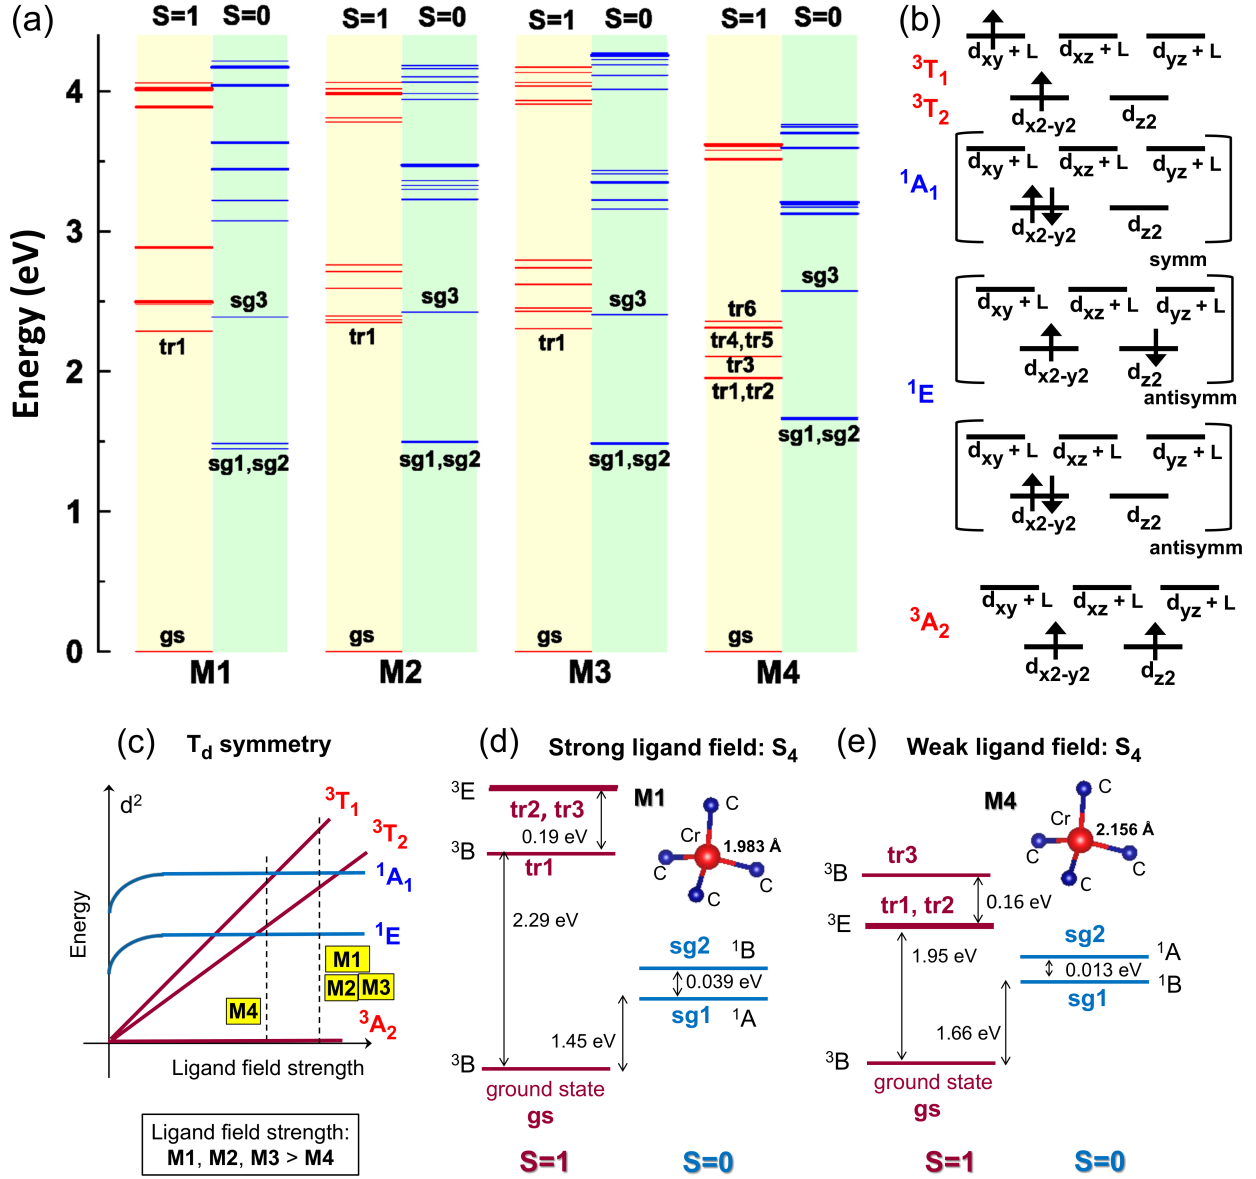 (a)
S=1 S=0 S=1 S=0 S=1 S=0 S=1 S=0
Energy (eV)
4
3
2
1
0
sg3
tr1
sg1,sg2
gs
M1
sg3
tr1
sg1,sg2
gs
M2
sg3
tr1
sg1,sg2
gs
M3
sg3
tr6
tr4,tr5
tr3
tr1,tr2
sg1,sg2
gs
M4
(b)
dxy + L dxz + L dyz + L
³T₁
³T₂
dx2-y2 dz2
dxy + L dxz + L dyz + L
¹A₁
dx2-y2 dz2
symm
dxy + L dxz + L dyz + L
dx2-y2 dz2
antisymm
¹E
dxy + L dxz + L dyz + L
dx2-y2 dz2
antisymm
³A₂
dxy + L dxz + L dyz + L
dx2-y2 dz2
(c) Td symmetry
d²
³T₁
³T₂
¹A₁
¹E
Energy
M1
M2 M3
M4
³A₂
Ligand field strength
Ligand field strength:
M1, M2, M3 > M4
(d) Strong ligand field: S₄
³E
tr2, tr3
0.19 eV
³B
tr1
2.29 eV
M1
C
Cr
1.983 Å
C
C
C
sg2 ¹B
0.039 eV
sg1 ¹A
1.45 eV
³B
ground state
gs
S=1 S=0
(e) Weak ligand field: S₄
M4
C
Cr
2.156 Å
C
C
C
tr3
³B
0.16 eV
tr1, tr2
³E
1.95 eV
sg2 ¹A
0.013 eV
sg1 ¹B
1.66 eV
³B
ground state
gs
S=1 S=0